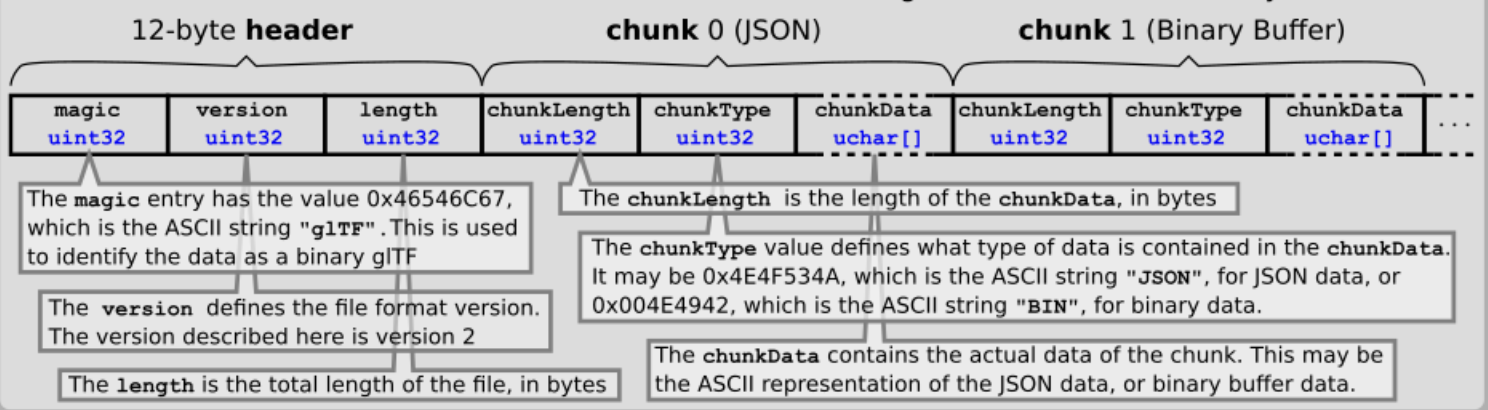 12-byte header
chunk 0 (JSON)
chunk 1 (Binary Buffer)
magic
uint32
version
uint32
length
uint32
chunkLength
uint32
chunkType
uint32
chunkData
uchar[]
chunkLength
uint32
chunkType
uint32
chunkData
uchar[]
...
The magic entry has the value 0x46546C67,
which is the ASCII string "glTF". This is used
to identify the data as a binary glTF
The version defines the file format version.
The version described here is version 2
The length is the total length of the file, in bytes
The chunkLength is the length of the chunkData, in bytes
The chunkType value defines what type of data is contained in the chunkData.
It may be 0x4E4F534A, which is the ASCII string "JSON", for JSON data, or
0x004E4942, which is the ASCII string "BIN", for binary data.
The chunkData contains the actual data of the chunk. This may be
the ASCII representation of the JSON data, or binary buffer data.